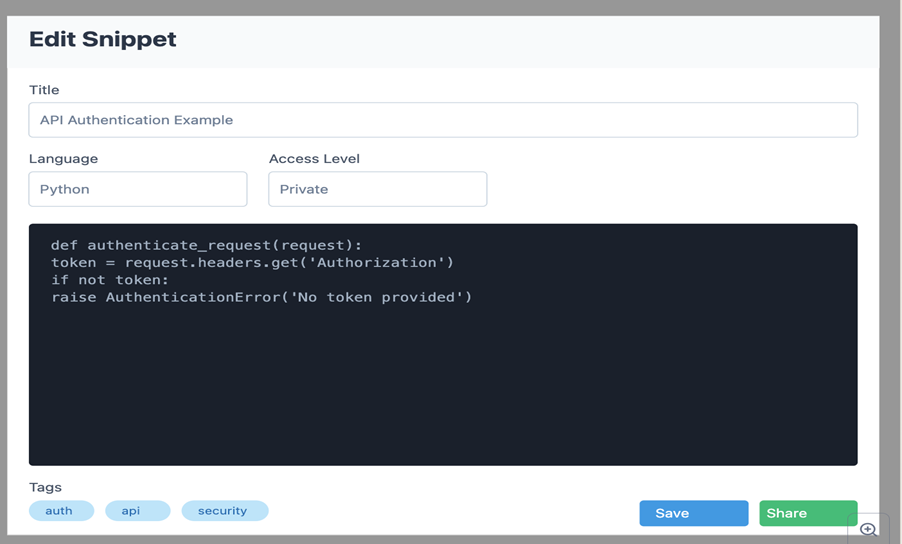 Edit Snippet
Title
API Authentication Example
Language
Access Level
Python
Private
def authenticate_request(request):
token = request.headers.get('Authorization')
if not token:
raise AuthenticationError('No token provided')
Tags
auth
api
security
Save
Share